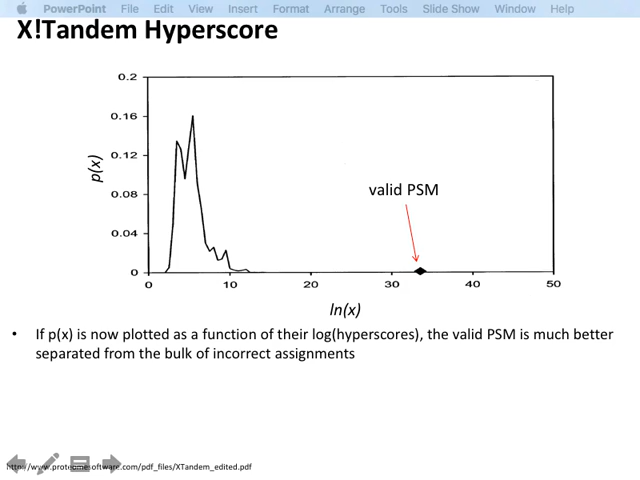 PowerPoint File Edit View Insert Format Arrange Tools Slide Show Window Help
X!Tandem Hyperscore
0.2
0.16
0.12
0.08
0.04
0
p(x)
valid PSM
0 10 20 30 40 50
ln(x)
• If p(x) is now plotted as a function of their log(hyperscores), the valid PSM is much better
separated from the bulk of incorrect assignments
http://www.proteomesoftware.com/pdf_files/XTandem_edited.pdf